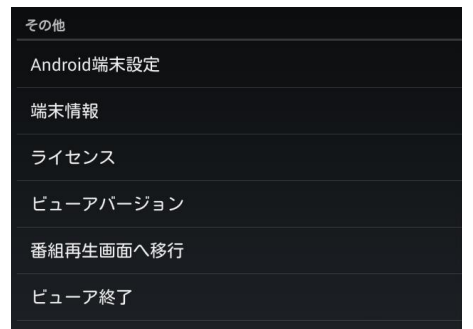 その他
Android端末設定
端末情報
ライセンス
ビューアバージョン
番組再生画面へ移行
ビューア終了